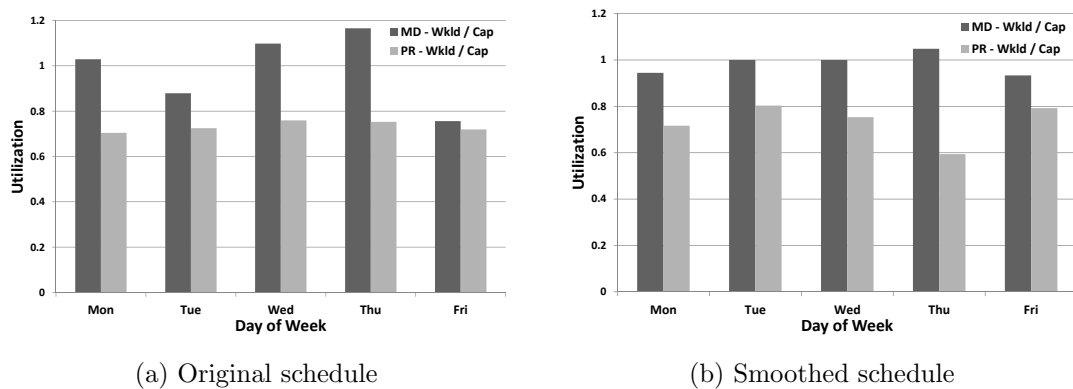 1.2
1
0.8
0.6
0.4
0.2
0
Utilization
MD - Wkld / Cap
PR - Wkld / Cap
Mon
Tue
Wed
Thu
Fri
Day of Week
(a) Original schedule
1.2
1
0.8
0.6
0.4
0.2
0
Utilization
MD - Wkld / Cap
PR - Wkld / Cap
Mon
Tue
Wed
Thu
Fri
Day of Week
(b) Smoothed schedule